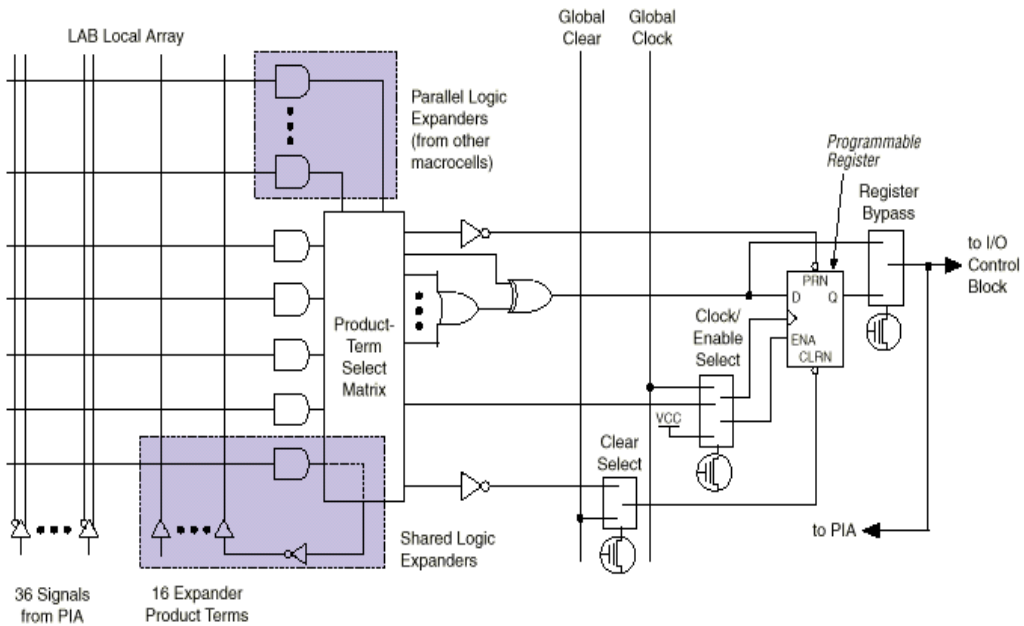 LAB Local Array
Global
Clear
Global
Clock
Parallel Logic
Expanders
(from other
macrocells)
Programmable
Register
Register
Bypass
to I/O
Control
Block
PRN
D
Q
ENA
CLRN
Clock/
Enable
Select
Product-
Term
Select
Matrix
VCC
Clear
Select
to PIA
Shared Logic
Expanders
36 Signals
from PIA
16 Expander
Product Terms